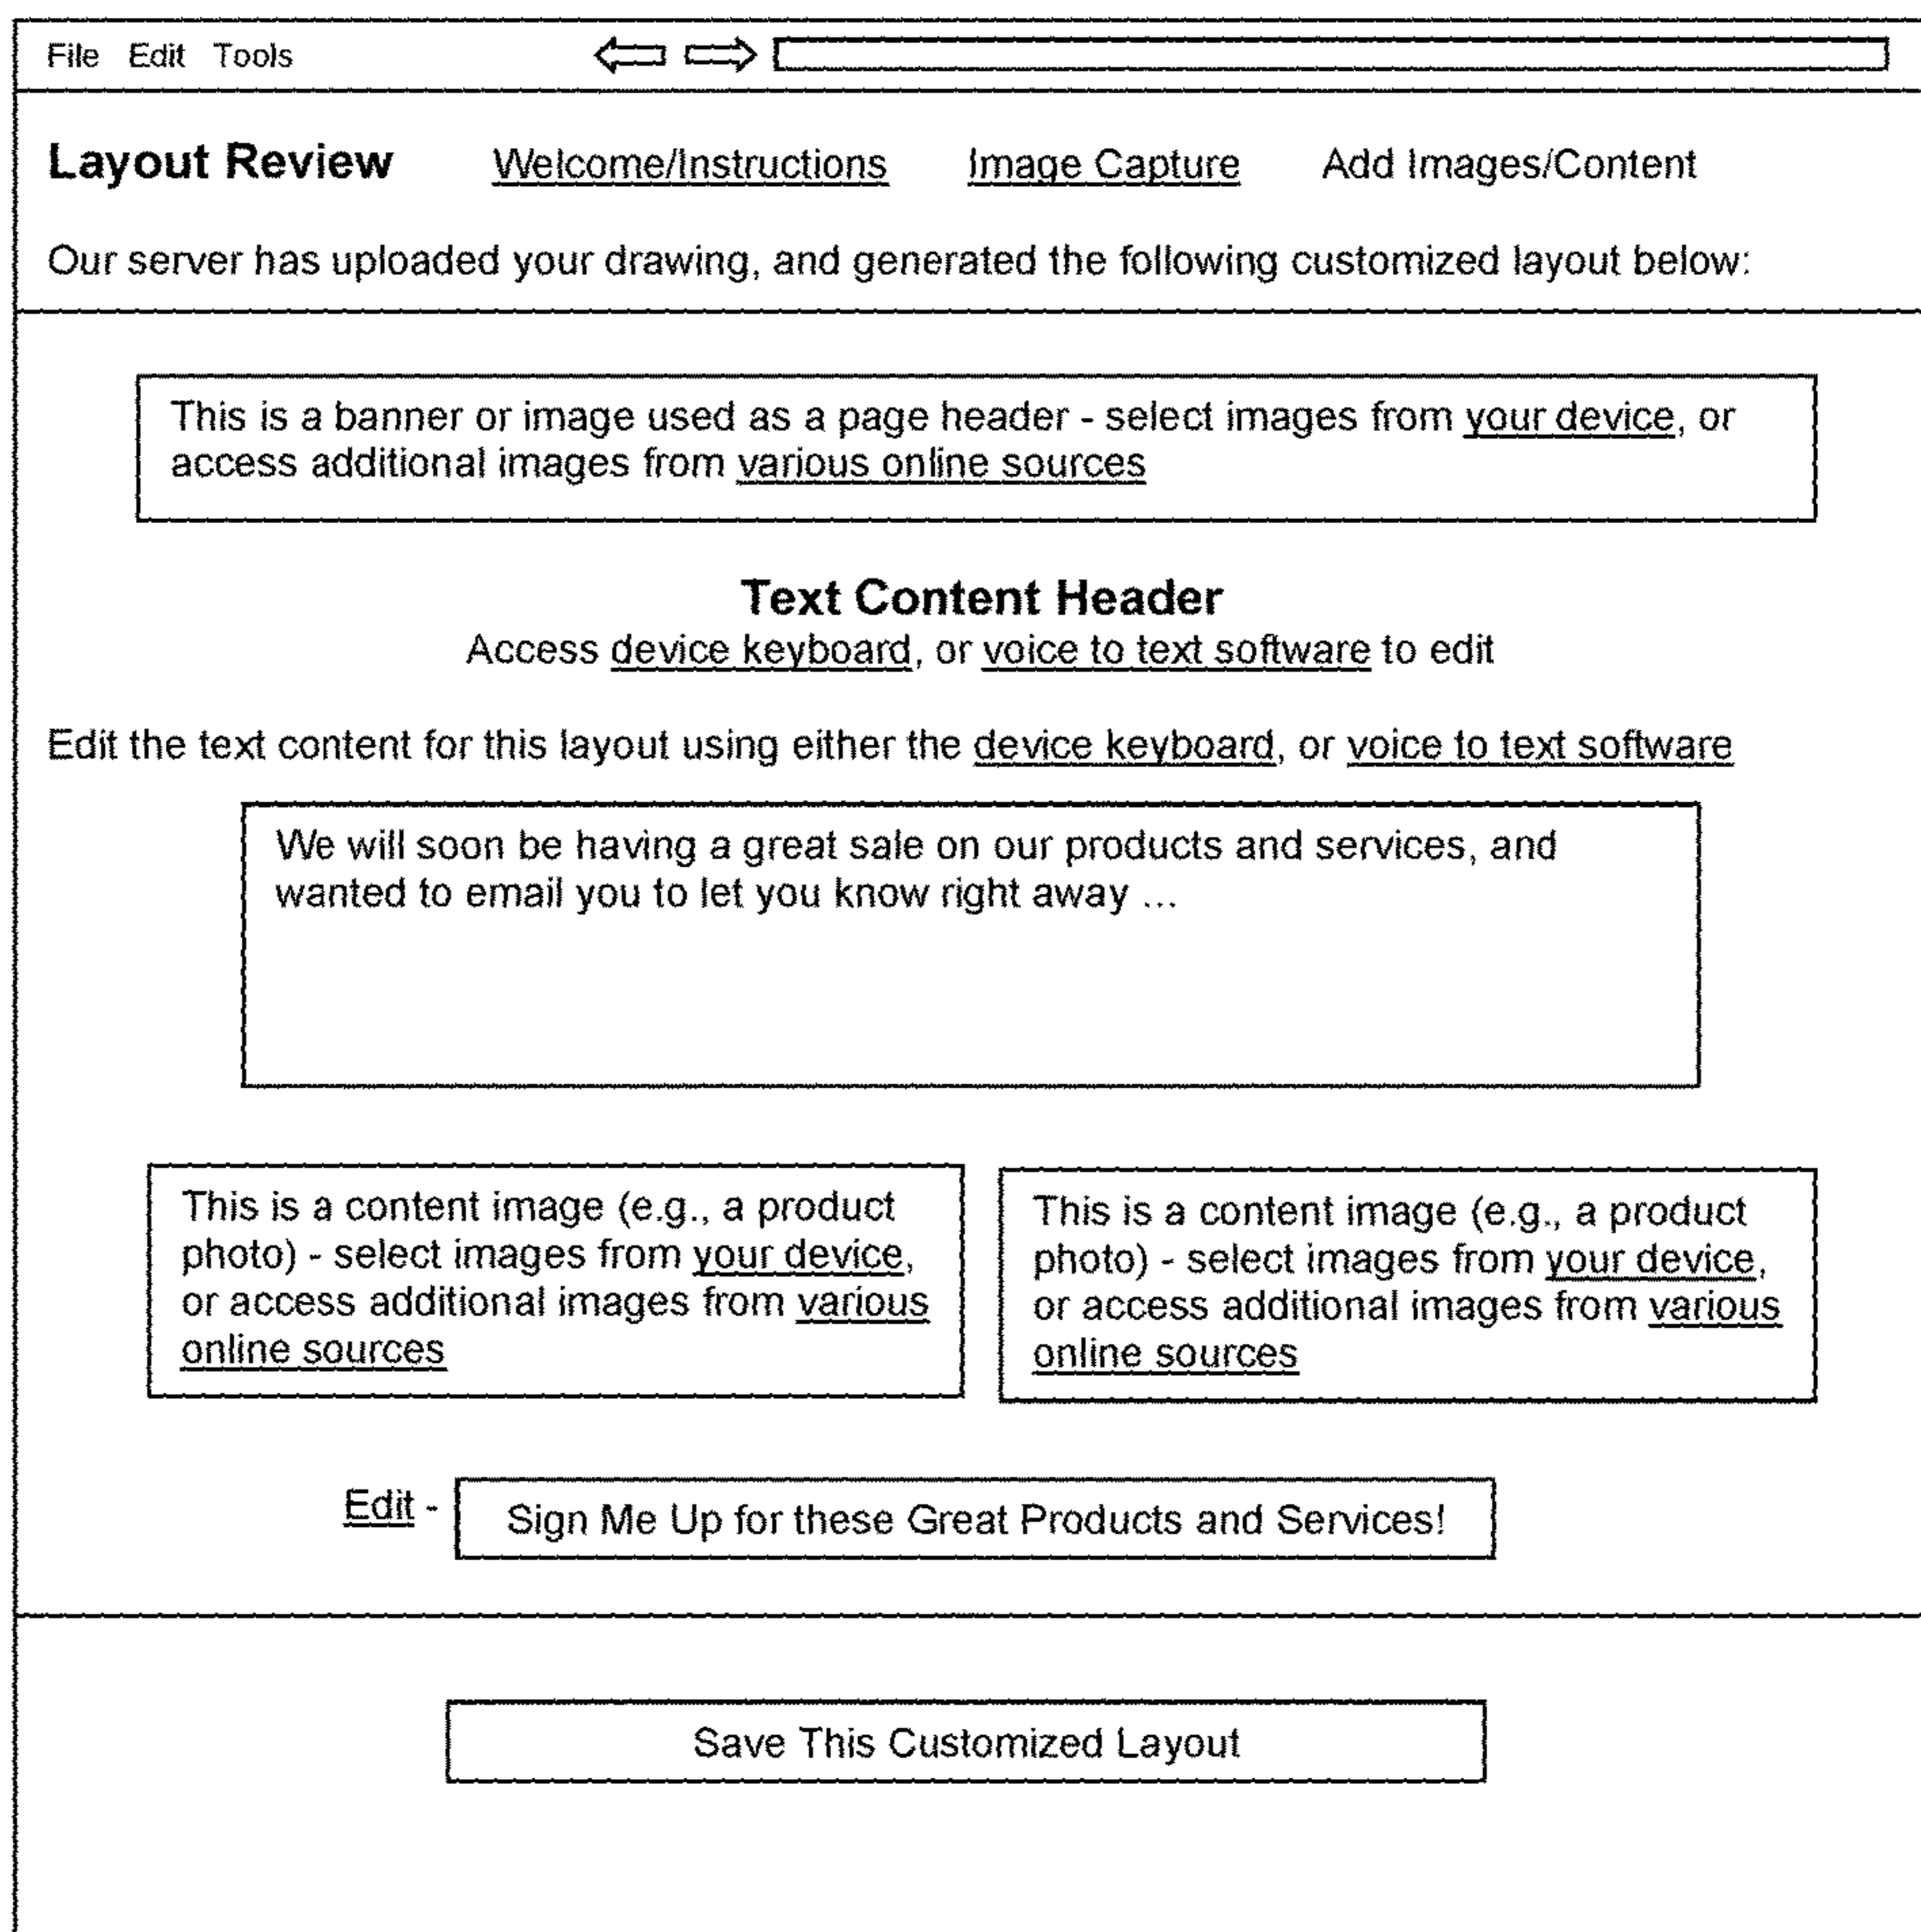 File Edit Tools
Layout Review Welcome/Instructions Image Capture Add Images/Content
Our server has uploaded your drawing, and generated the following customized layout below:
This is a banner or image used as a page header - select images from your device, or
access additional images from various online sources
Text Content Header
Access device keyboard, or voice to text software to edit
Edit the text content for this layout using either the device keyboard, or voice to text software
We will soon be having a great sale on our products and services, and
wanted to email you to let you know right away ...
This is a content image (e.g., a product
photo) - select images from your device,
or access additional images from various
online sources
This is a content image (e.g., a product
photo) - select images from your device,
or access additional images from various
online sources
Edit - Sign Me Up for these Great Products and Services!
Save This Customized Layout